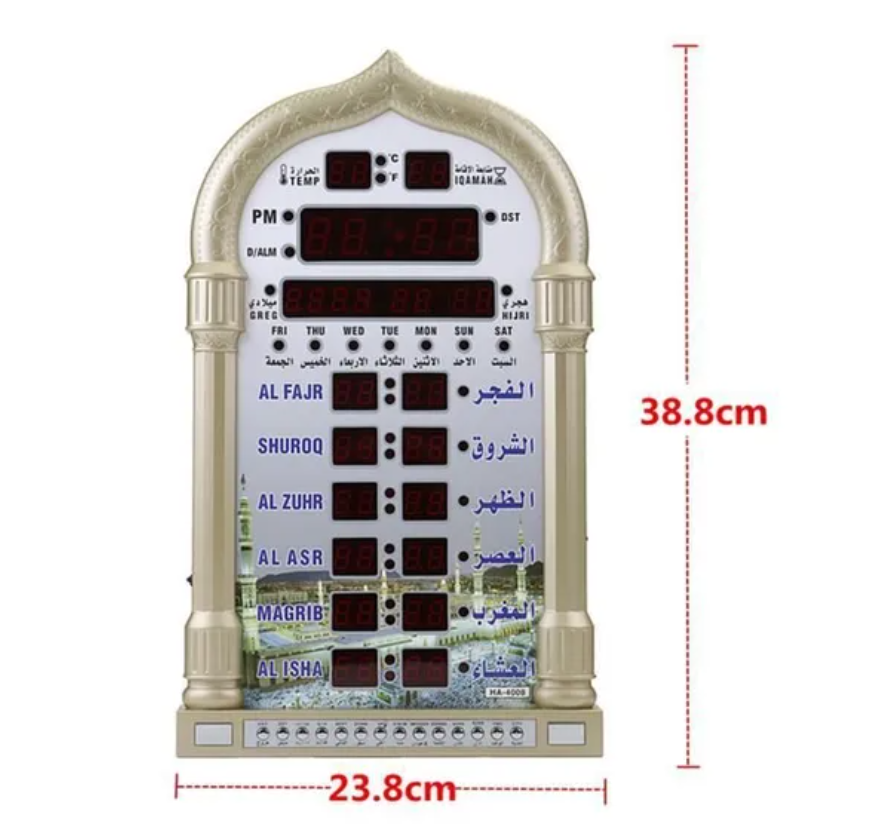 الحرارة °C متابعة الاقامة
TEMP °F IQAMAH
PM DST
D/ALM
ميلادي هجري
GREG HIJRI
FRI THU WED TUE MON SUN SAT
الجمعة الخميس الاربعاء الثلاثاء الاثنين الاحد السبت
AL FAJR الفجر
SHUROQ الشروق
AL ZUHR الظهر
AL ASR العصر
MAGRIB المغرب
AL ISHA العشاء
HA-4008
38.8cm
23.8cm